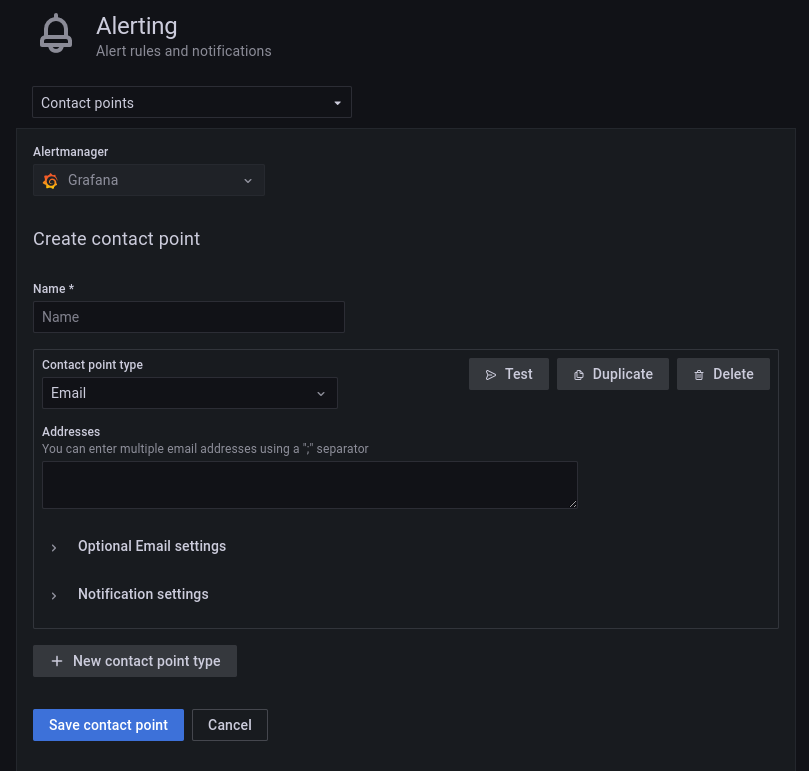 Alerting
Alert rules and notifications
Contact points
Alertmanager
Grafana
Create contact point
Name *
Name
Contact point type
Email
Test
Duplicate
Delete
Addresses
You can enter multiple email addresses using a ";" separator
Optional Email settings
Notification settings
New contact point type
Save contact point
Cancel